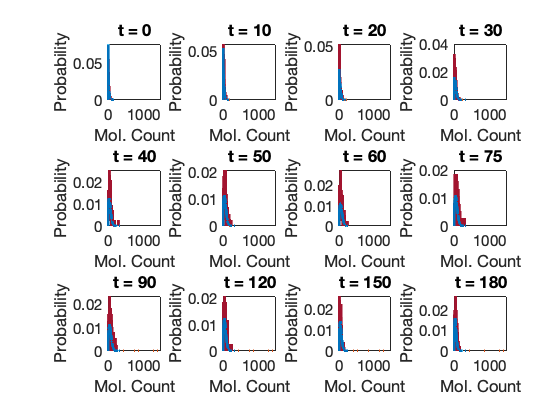 t = 0 t = 10 t = 20 t = 30
Probability Probability Probability Probability
0.05 0.05 0.05 0.04
0.02
0 0 0 0
0 1000 0 1000 0 1000 0 1000
Mol. Count Mol. Count Mol. Count Mol. Count
t = 40 t = 50 t = 60 t = 75
Probability Probability Probability Probability
0.02 0.02 0.02 0.02
0.01 0.01 0.01 0.01
0 0 0 0
0 1000 0 1000 0 1000 0 1000
Mol. Count Mol. Count Mol. Count Mol. Count
t = 90 t = 120 t = 150 t = 180
Probability Probability Probability Probability
0.02 0.02 0.02 0.02
0.01 0.01 0.01 0.01
0 0 0 0
0 1000 0 1000 0 1000 0 1000
Mol. Count Mol. Count Mol. Count Mol. Count